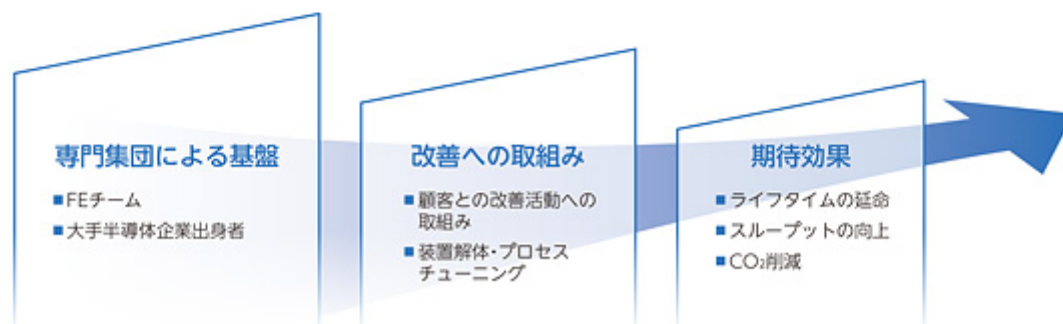 専門集団による基盤
■FEチーム
■大手半導体企業出身者
改善への取組み
■顧客との改善活動への
取組み
■装置解体・プロセス
チューニング
期待効果
■ライフタイムの延命
■スループットの向上
■CO₂削減